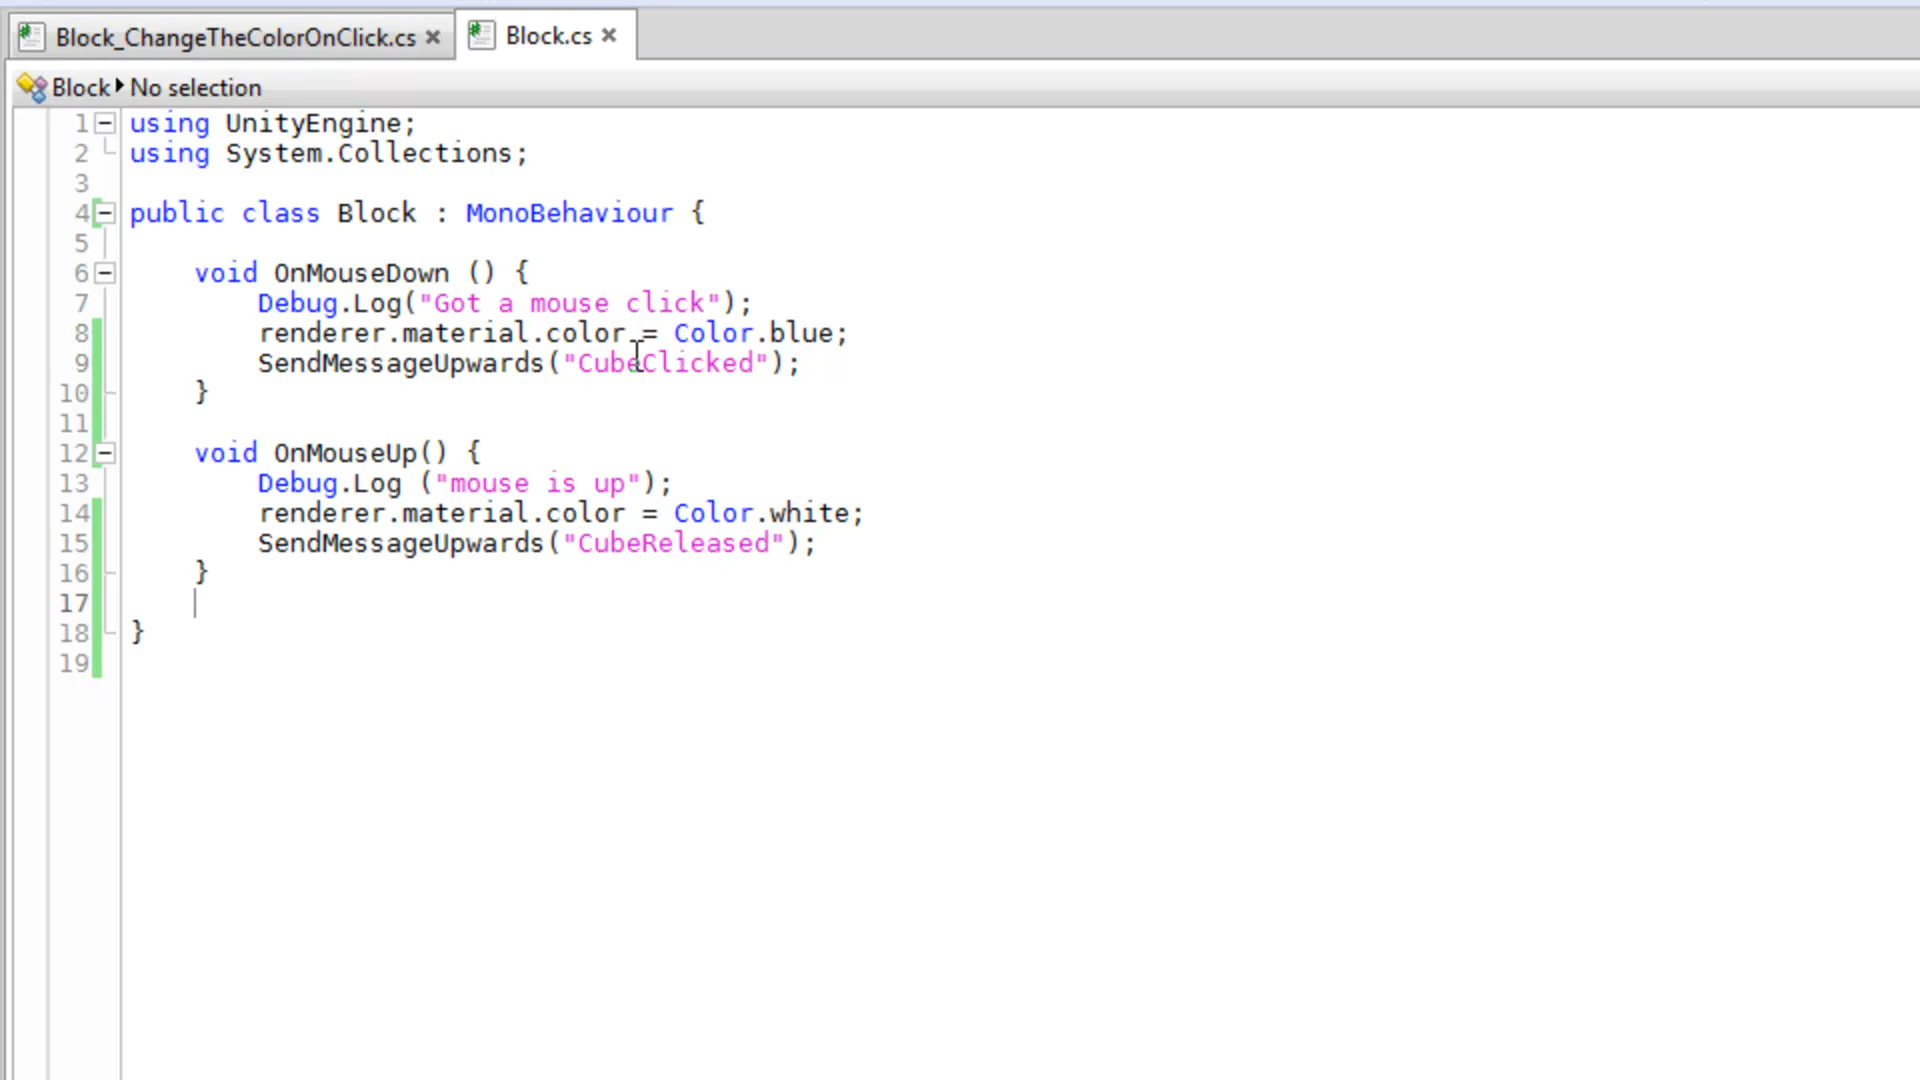 Block_ChangeTheColorOnClick.cs
Block.cs
Block No selection
1 using UnityEngine;
2 using System.Collections;
3
4 public class Block : MonoBehaviour {
5
6 void OnMouseDown () {
7 Debug.Log("Got a mouse click");
8 renderer.material.color = Color.blue;
9 SendMessageUpwards("CubeClicked");
10 }
11
12 void OnMouseUp() {
13 Debug.Log ("mouse is up");
14 renderer.material.color = Color.white;
15 SendMessageUpwards("CubeReleased");
16 }
17
18 }
19